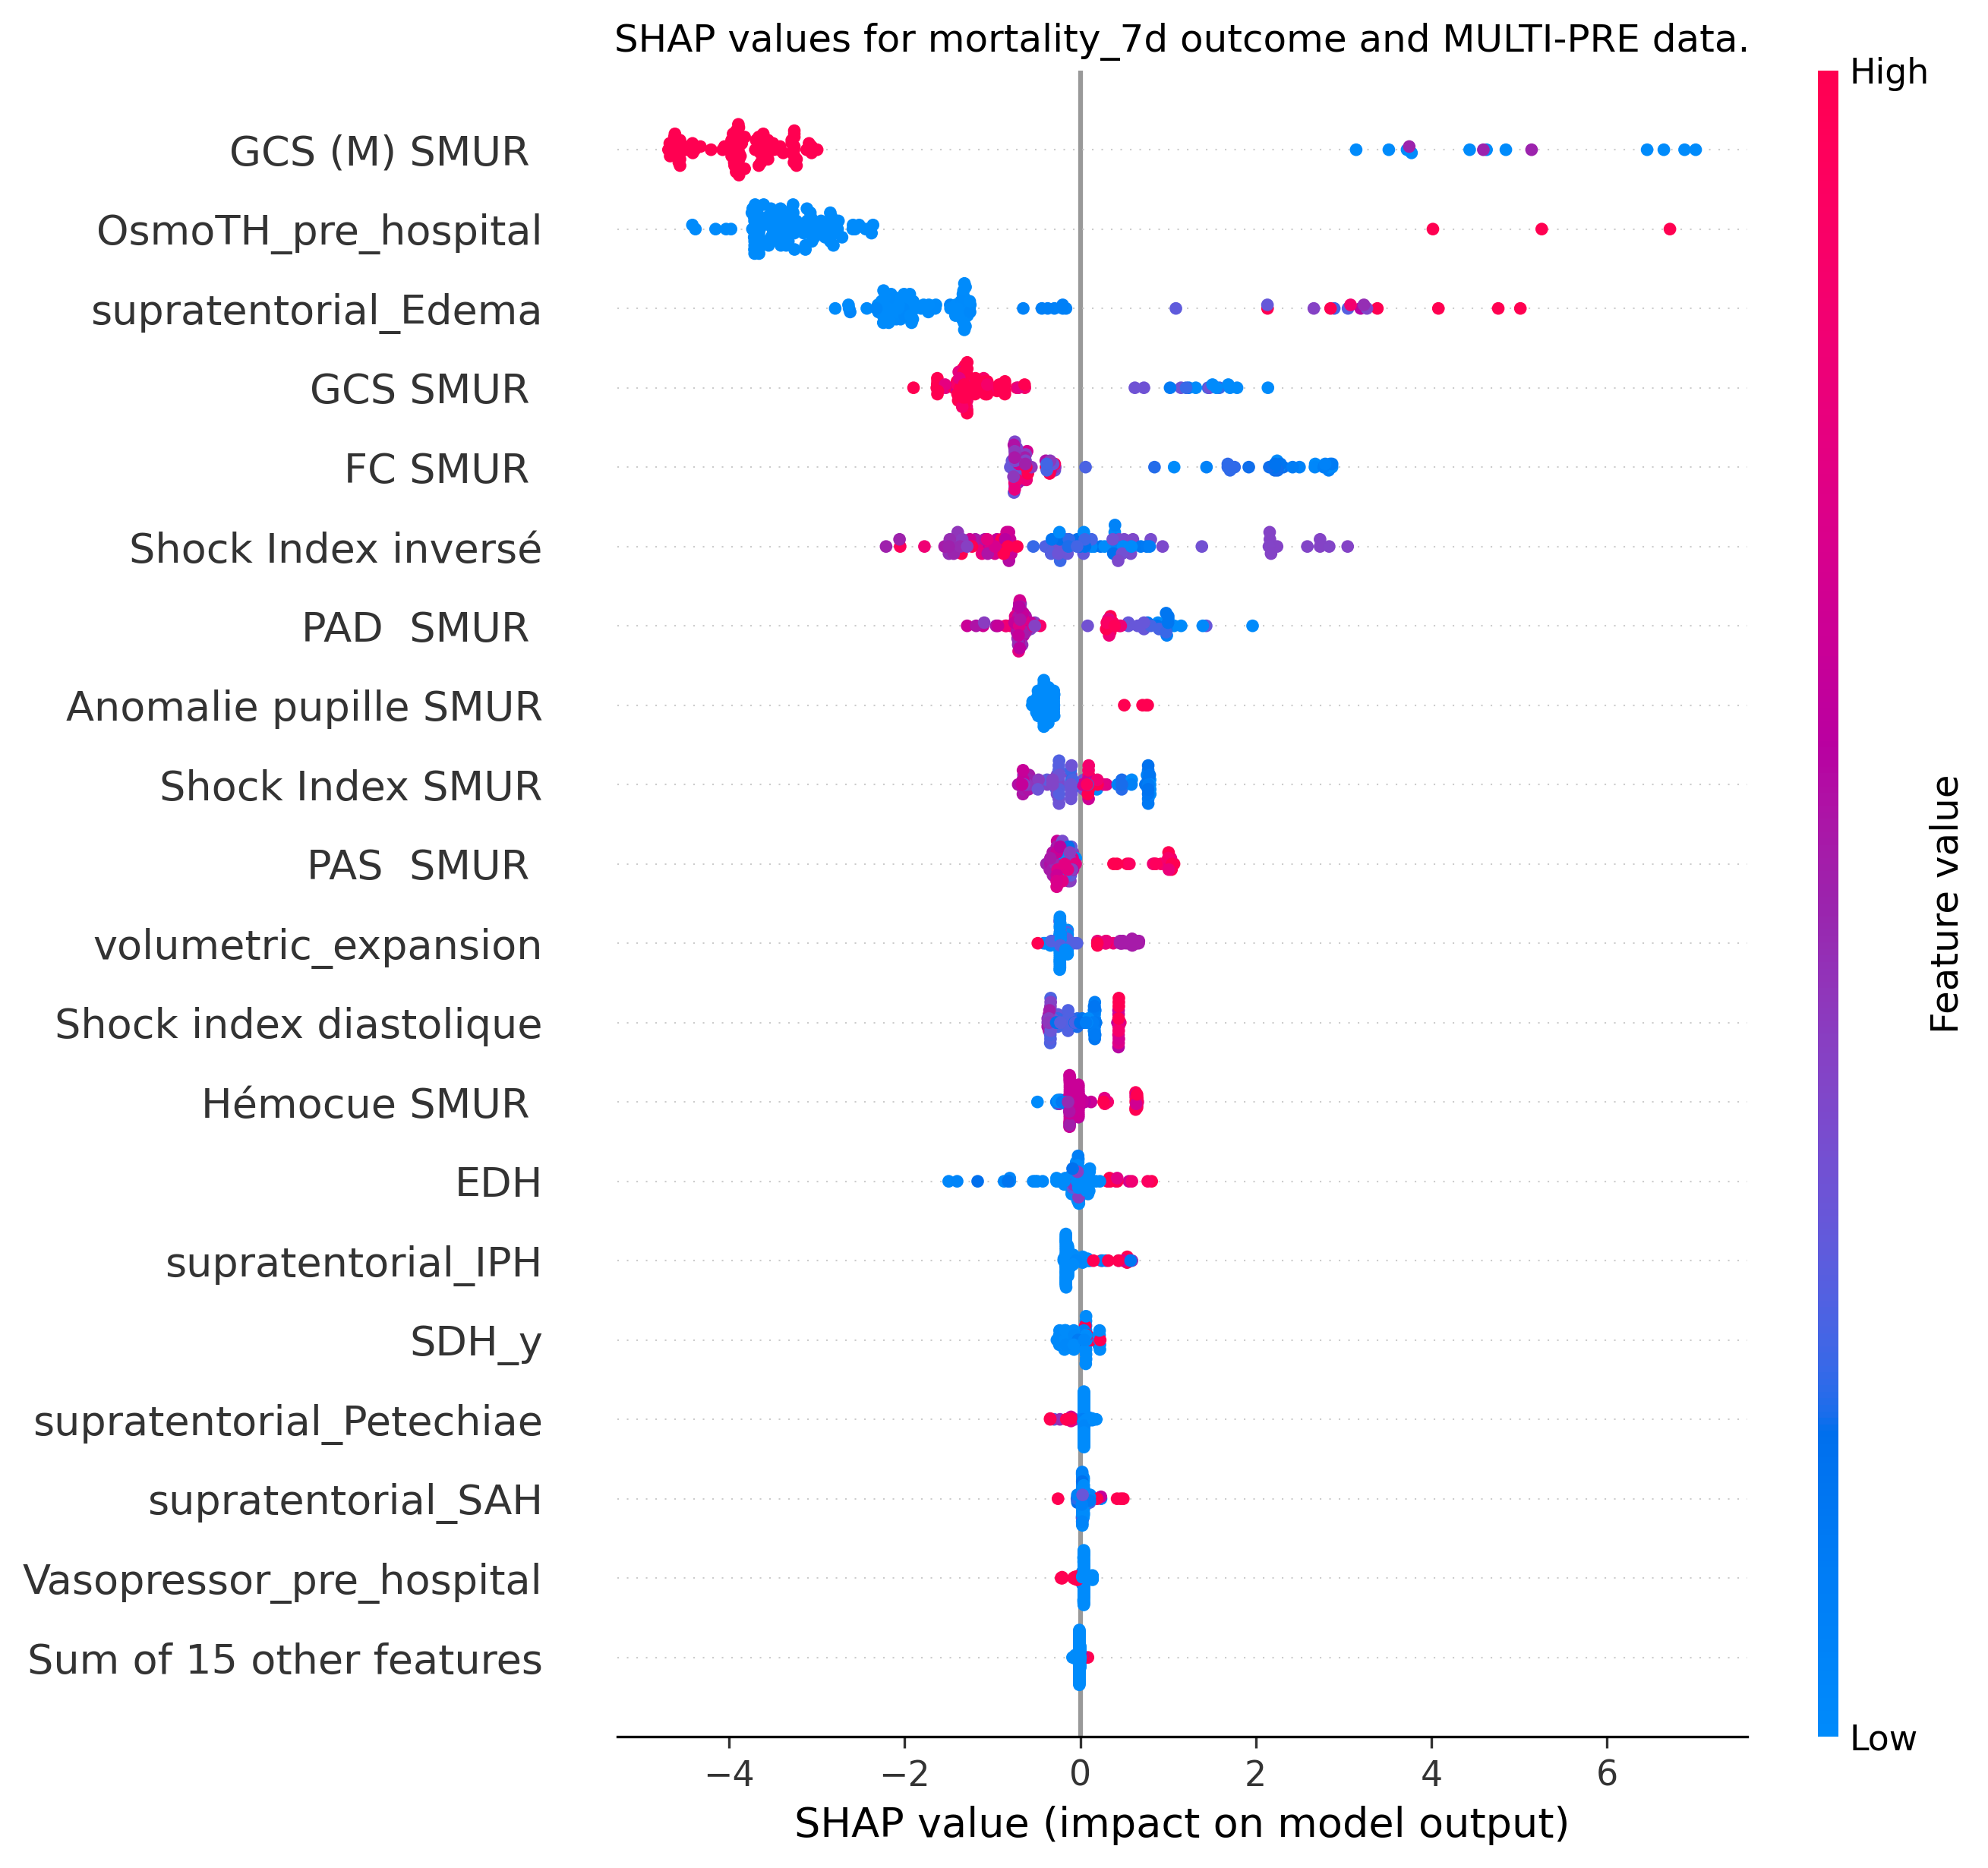 SHAP values for mortality_7d outcome and MULTI-PRE data.
High
GCS (M) SMUR
OsmoTH_pre_hospital
supratentorial_Edema
GCS SMUR
FC SMUR
Shock Index inversé
PAD  SMUR
Anomalie pupille SMUR
Shock Index SMUR
PAS  SMUR
volumetric_expansion
Shock index diastolique
Hémocue SMUR
EDH
supratentorial_IPH
SDH_y
supratentorial_Petechiae
supratentorial_SAH
Vasopressor_pre_hospital
Sum of 15 other features
Feature value
Low
−4 −2 0 2 4 6
SHAP value (impact on model output)